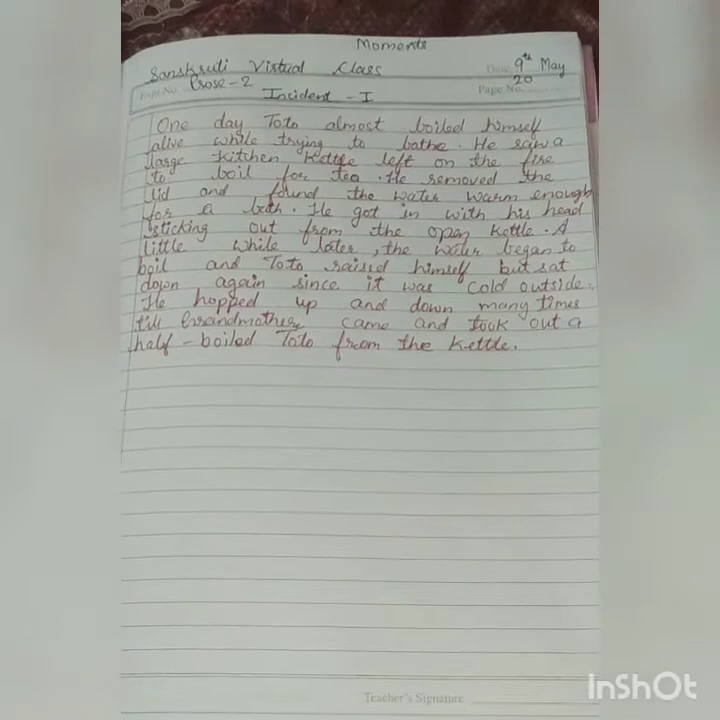 Moments
Sanskruti Virtual Class
Date 9th May 20
Expt.No. Prose-2
Page No.
Incident - I
One day Toto almost boiled himself
alive while trying to bathe. He saw a
large kitchen kettle left on the fire
to boil for tea. He removed the
lid and found the water warm enough
for a bath. He got in with his head
sticking out from the open kettle. A
little while later, the water began to
boil and Toto raised himself but sat
down again since it was cold outside.
He hopped up and down many times
till Grandmother came and took out a
half-boiled Toto from the kettle.
Teacher's Signature
InShOt